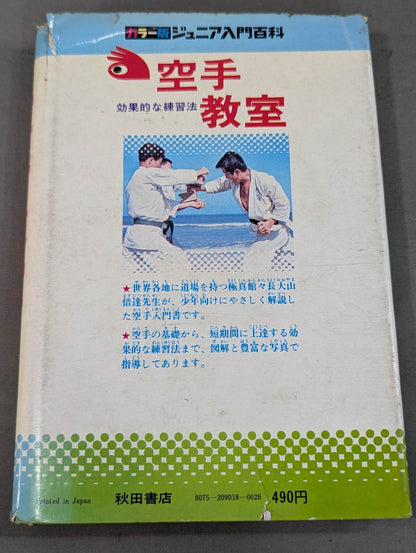 カラー版ジュニア入門百科
空手
効果的な練習法
教室
★世界各地に道場を持つ極真館々長大山
倍達先生が、少年向けにやさしく解説し
た空手入門書です。
★空手の基礎から、短期間に上達する効
果的な練習法まで、図解と豊富な写真で
指導してあります。
Printed in Japan
秋田書店
8075-209018-0028
490円